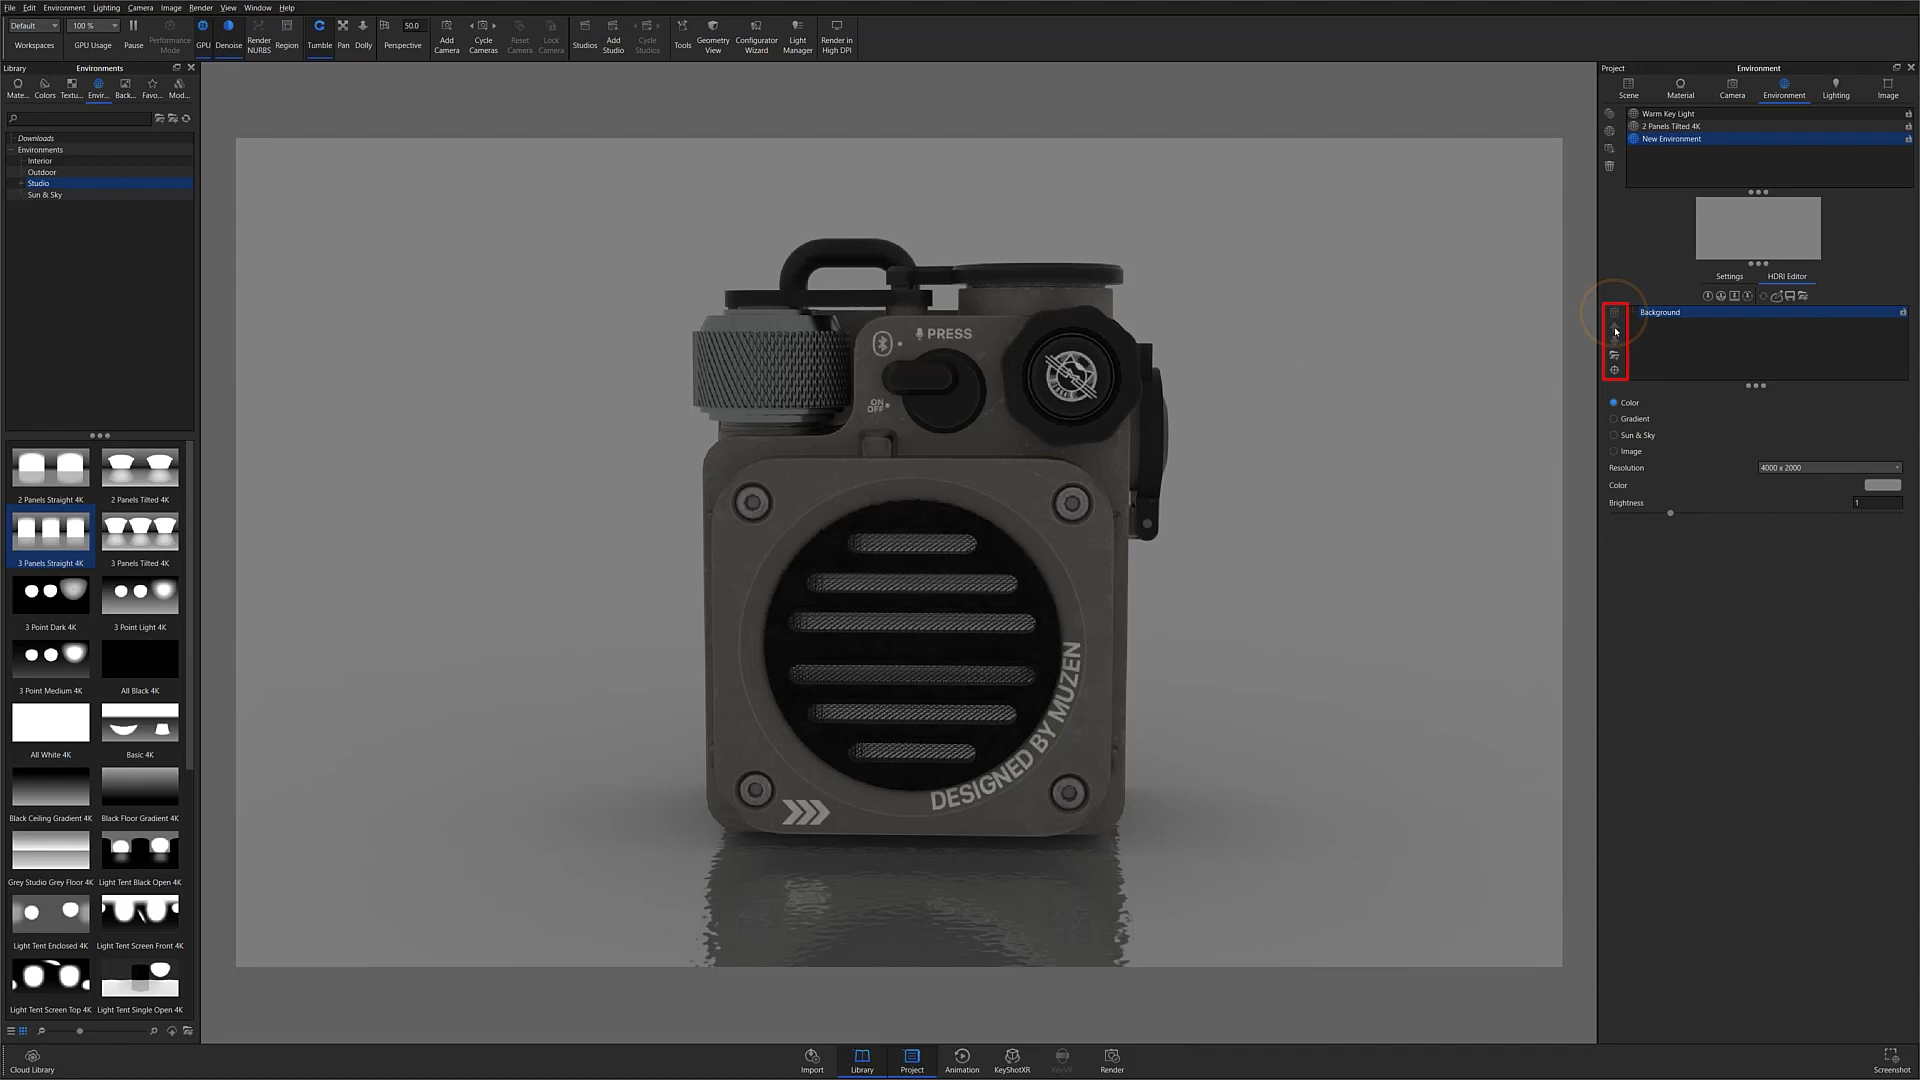 File Edit Environment Lighting Camera Image Render View Window Help
Default 100 % 50.0
Workspaces GPU Usage Pause Performance Mode GPU Denoise Render NURBS Region Tumble Pan Dolly Perspective Add Camera Cycle Cameras Reset Camera Lock Camera Studios Add Studio Cycle Studios Tools Geometry View Configurator Wizard Light Manager Render in High DPI
Library Environments
Mate... Colors Textu... Envir... Back... Favo... Mod...
Downloads
Environments
Interior
Outdoor
Studio
Sun & Sky
2 Panels Straight 4K 2 Panels Tilted 4K
3 Panels Straight 4K 3 Panels Tilted 4K
3 Point Dark 4K 3 Point Light 4K
3 Point Medium 4K All Black 4K
All White 4K Basic 4K
Black Ceiling Gradient 4K Black Floor Gradient 4K
Grey Studio Grey Floor 4K Light Tent Black Open 4K
Light Tent Enclosed 4K Light Tent Screen Front 4K
Light Tent Screen Top 4K Light Tent Single Open 4K
Cloud Library
PRESS
ON
OFF
DESIGNED BY MUZEN
Project Environment
Scene Material Camera Environment Lighting Image
Warm Key Light
2 Panels Tilted 4K
New Environment
Settings HDRI Editor
Background
Color
Gradient
Sun & Sky
Image
Resolution 4000 x 2000
Color
Brightness 1
Import Library Project Animation KeyShotXR KeyVR Render
Screenshot